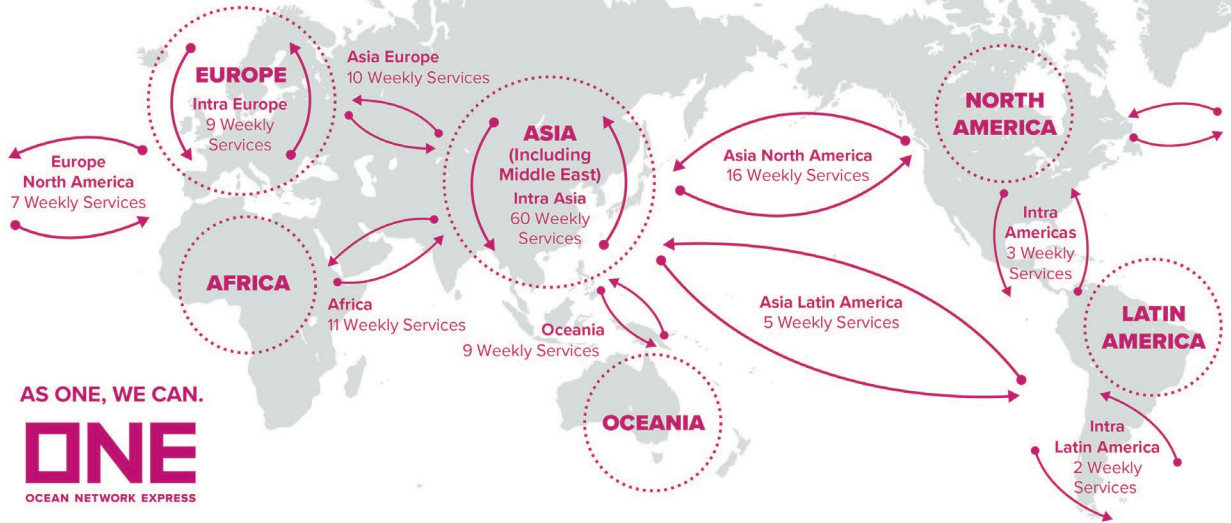 EUROPE
Intra Europe
9 Weekly
Services
Asia Europe
10 Weekly Services
Europe
North America
7 Weekly Services
ASIA
(Including
Middle East)
Intra Asia
60 Weekly
Services
Asia North America
16 Weekly Services
NORTH
AMERICA
Intra
Americas
3 Weekly
Services
AFRICA
Africa
11 Weekly Services
Oceania
9 Weekly Services
Asia Latin America
5 Weekly Services
LATIN
AMERICA
OCEANIA
Intra
Latin America
2 Weekly
Services
AS ONE, WE CAN.
ONE
OCEAN NETWORK EXPRESS